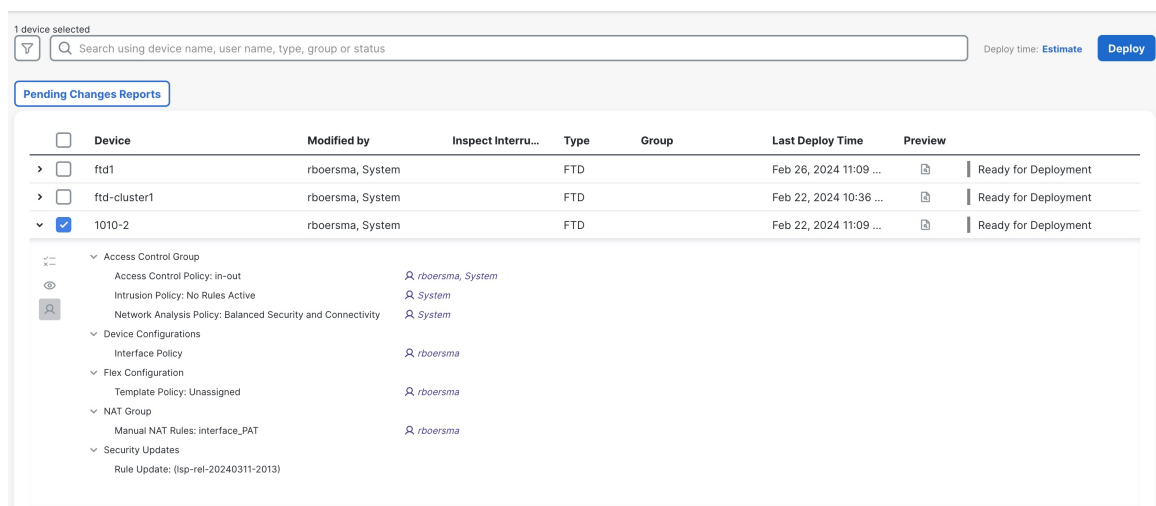 1 device selected
Search using device name, user name, type, group or status
Deploy time: Estimate
Deploy
Pending Changes Reports
Device Modified by Inspect Interru... Type Group Last Deploy Time Preview
ftd1 rboersma, System FTD Feb 26, 2024 11:09 ... Ready for Deployment
ftd-cluster1 rboersma, System FTD Feb 22, 2024 10:36 ... Ready for Deployment
1010-2 rboersma, System FTD Feb 22, 2024 11:09 ... Ready for Deployment
Access Control Group
Access Control Policy: in-out rboersma, System
Intrusion Policy: No Rules Active System
Network Analysis Policy: Balanced Security and Connectivity System
Device Configurations
Interface Policy rboersma
Flex Configuration
Template Policy: Unassigned rboersma
NAT Group
Manual NAT Rules: interface_PAT rboersma
Security Updates
Rule Update: (lsp-rel-20240311-2013)